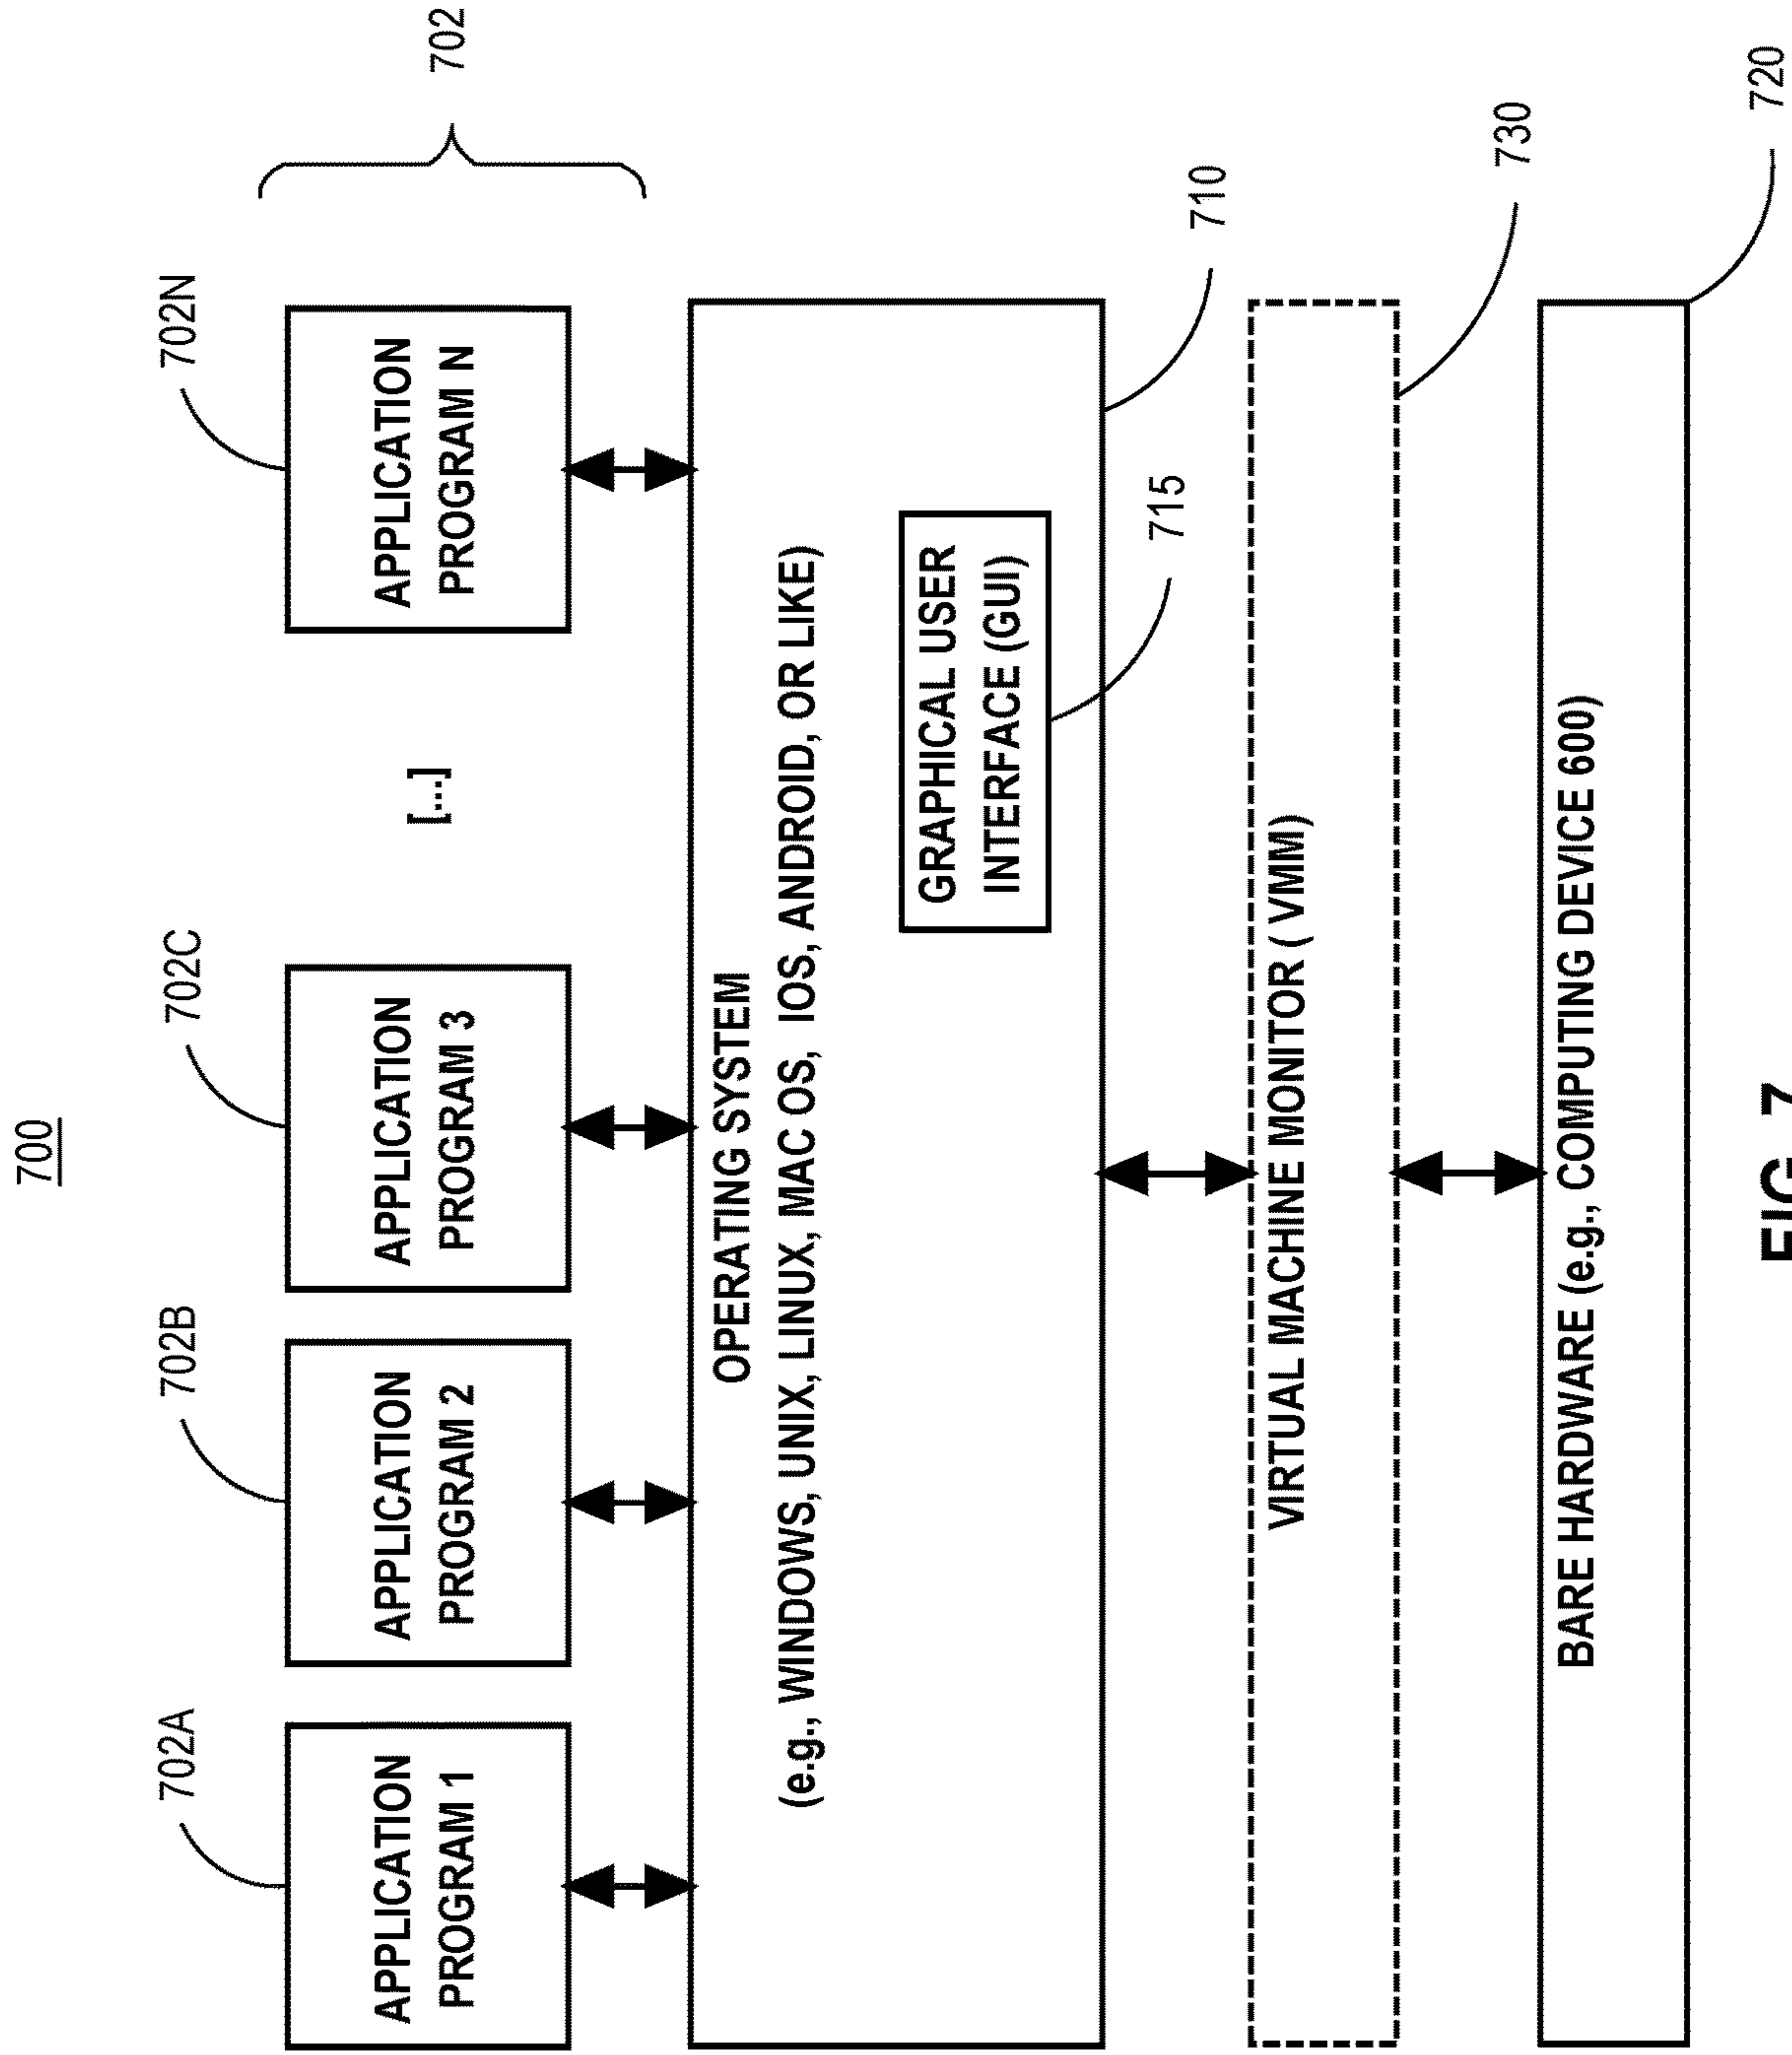 700
702A
702B
702C
702N
702
APPLICATION
PROGRAM 1
APPLICATION
PROGRAM 2
APPLICATION
PROGRAM 3
[...]
APPLICATION
PROGRAM N
OPERATING SYSTEM
(e.g., WINDOWS, UNIX, LINUX, MAC OS, IOS, ANDROID, OR LIKE)
GRAPHICAL USER
INTERFACE (GUI)
715
710
VIRTUAL MACHINE MONITOR ( VMM)
730
BARE HARDWARE (e.g., COMPUTING DEVICE 600)
720
FIG. 7